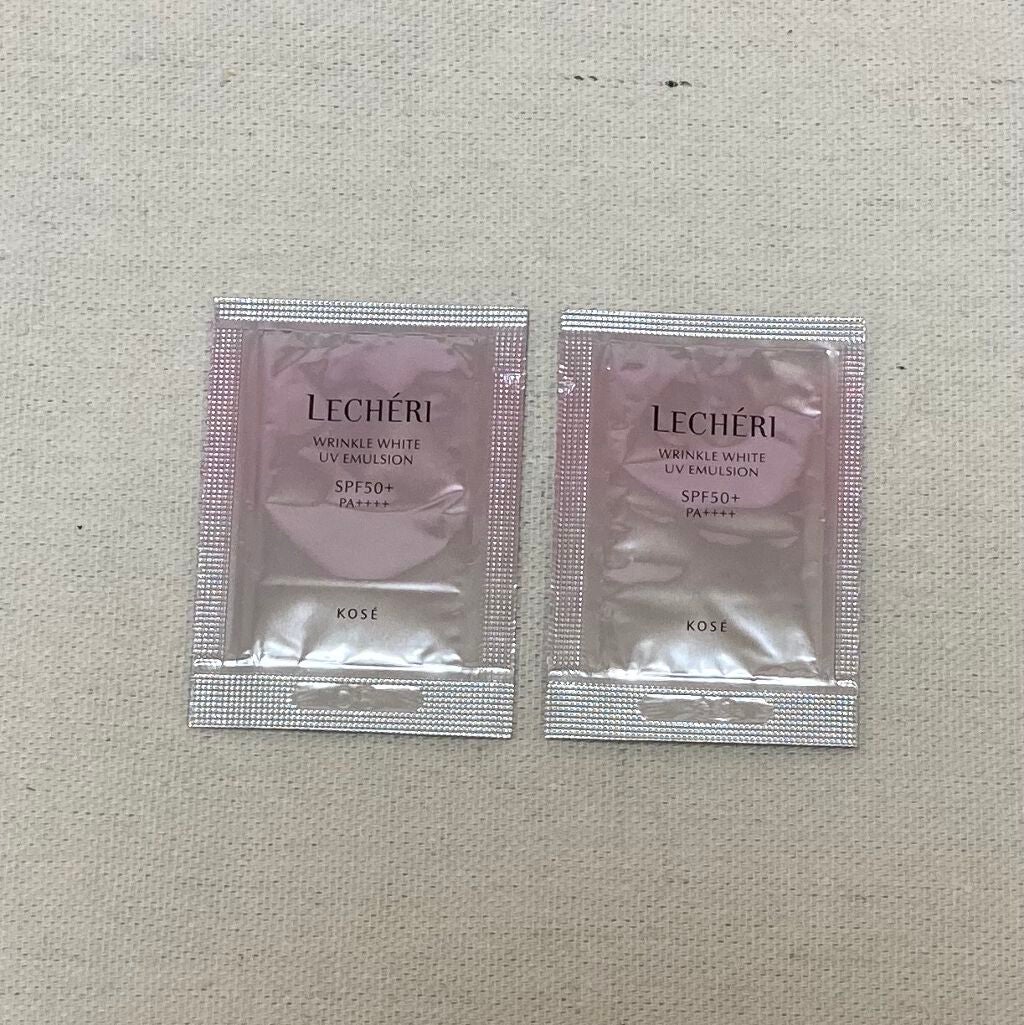 LECHÉRI
WRINKLE WHITE
UV EMULSION
SPF50+
PA++++
KOSÉ
LECHÉRI
WRINKLE WHITE
UV EMULSION
SPF50+
PA++++
KOSÉ